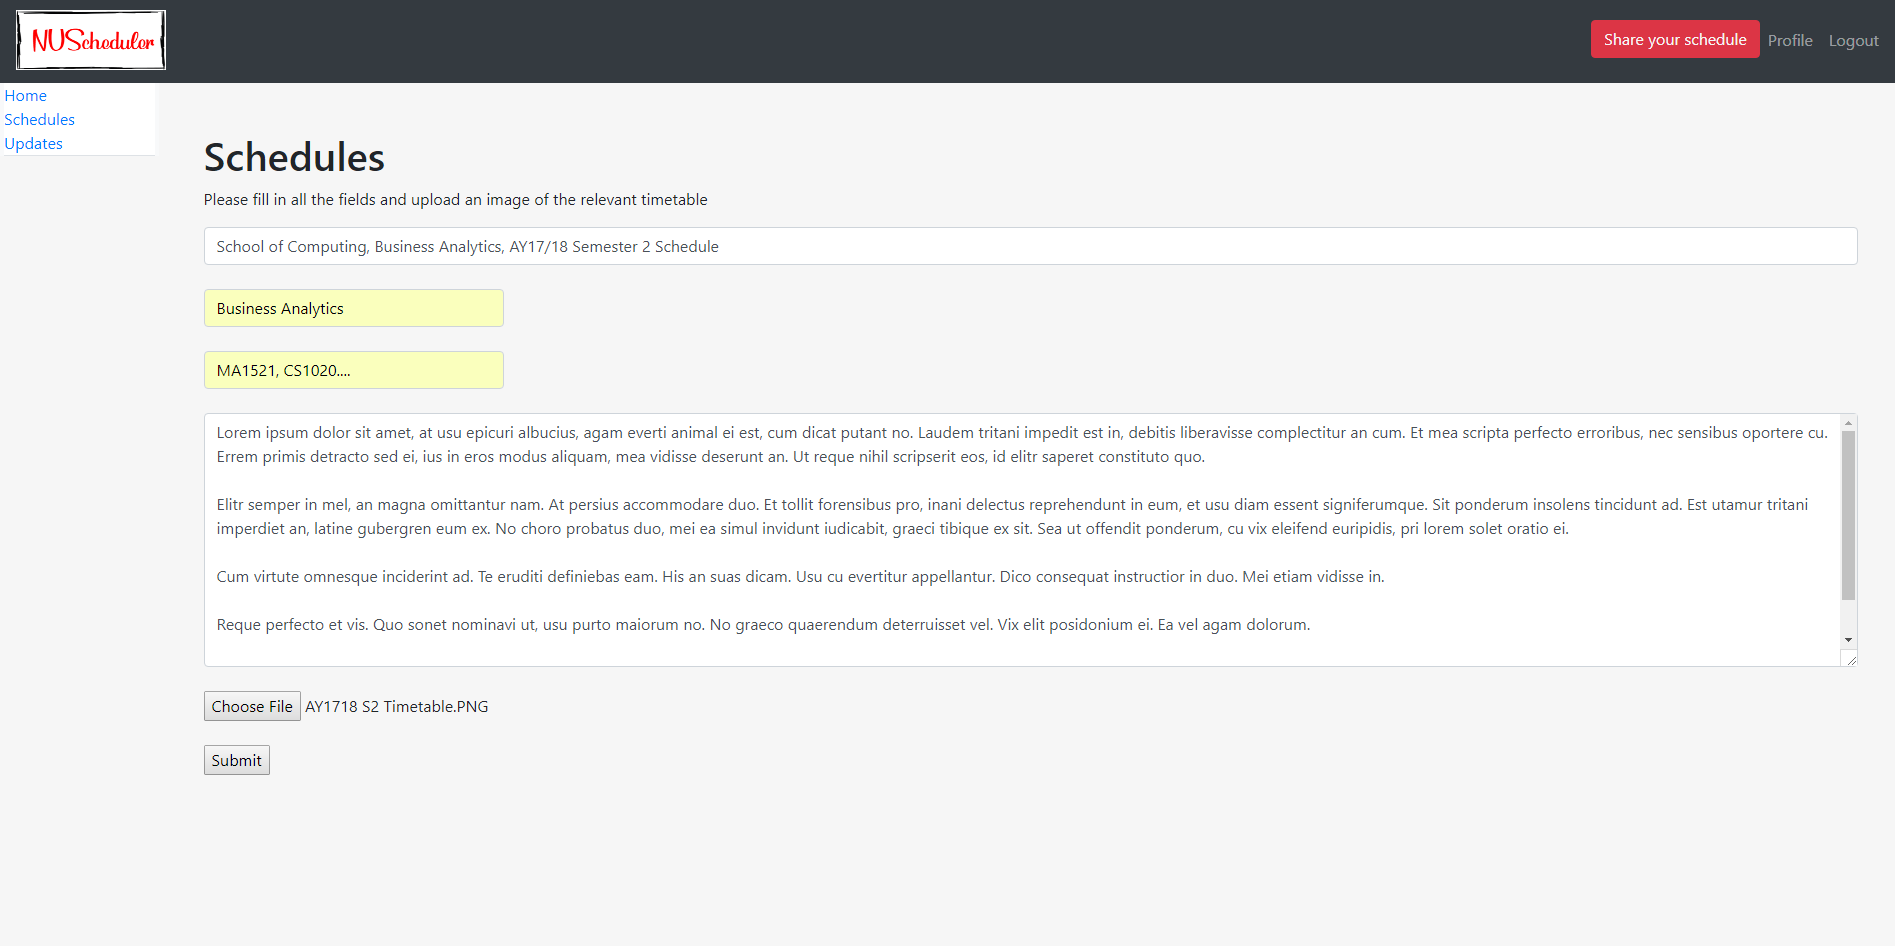 NUScheduler
Share your schedule
Profile
Logout
Home
Schedules
Updates
Schedules
Please fill in all the fields and upload an image of the relevant timetable
School of Computing, Business Analytics, AY17/18 Semester 2 Schedule
Business Analytics
MA1521, CS1020....
Lorem ipsum dolor sit amet, at usu epicuri albucius, agam everti animal ei est, cum dicat putant no. Laudem tritani impedit est in, debitis liberavisse complectitur an cum. Et mea scripta perfecto erroribus, nec sensibus oportere cu.
Errem primis detracto sed ei, ius in eros modus aliquam, mea vidisse deserunt an. Ut reque nihil scripserit eos, id elitr saperet constituto quo.
Elitr semper in mel, an magna omittantur nam. At persius accommodare duo. Et tollit forensibus pro, inani delectus reprehendunt in eum, et usu diam essent signiferumque. Sit ponderum insolens tincidunt ad. Est utamur tritani
imperdiet an, latine gubergren eum ex. No choro probatus duo, mei ea simul invidunt iudicabit, graeci tibique ex sit. Sea ut offendit ponderum, cu vix eleifend euripidis, pri lorem solet oratio ei.
Cum virtute omnesque inciderint ad. Te eruditi definiebas eam. His an suas dicam. Usu cu evertitur appellantur. Dico consequat instructior in duo. Mei etiam vidisse in.
Reque perfecto et vis. Quo sonet nominavi ut, usu purto maiorum no. No graeco quaerendum deterruisset vel. Vix elit posidonium ei. Ea vel agam dolorum.
Choose File AY1718 S2 Timetable.PNG
Submit